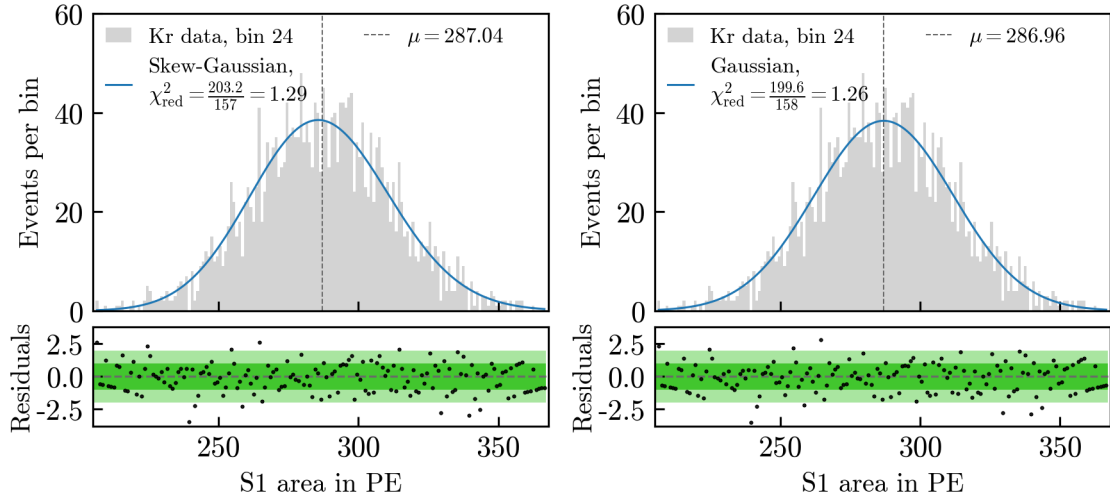 60
40
20
0
Events per bin
Kr data, bin 24
μ = 287.04
Skew-Gaussian,
χ²red = 203.2/157 = 1.29
2.5
0.0
-2.5
Residuals
250
300
350
S1 area in PE
60
40
20
0
Events per bin
Kr data, bin 24
μ = 286.96
Gaussian,
χ²red = 199.6/158 = 1.26
2.5
0.0
-2.5
Residuals
250
300
350
S1 area in PE